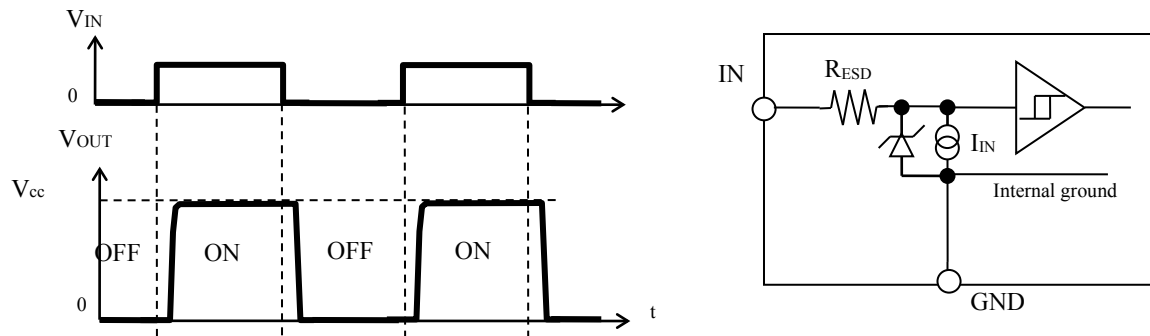 VIN
0
VOUT
Vcc
OFF ON OFF ON
0
t
IN
RESD
IIN
Internal ground
GND